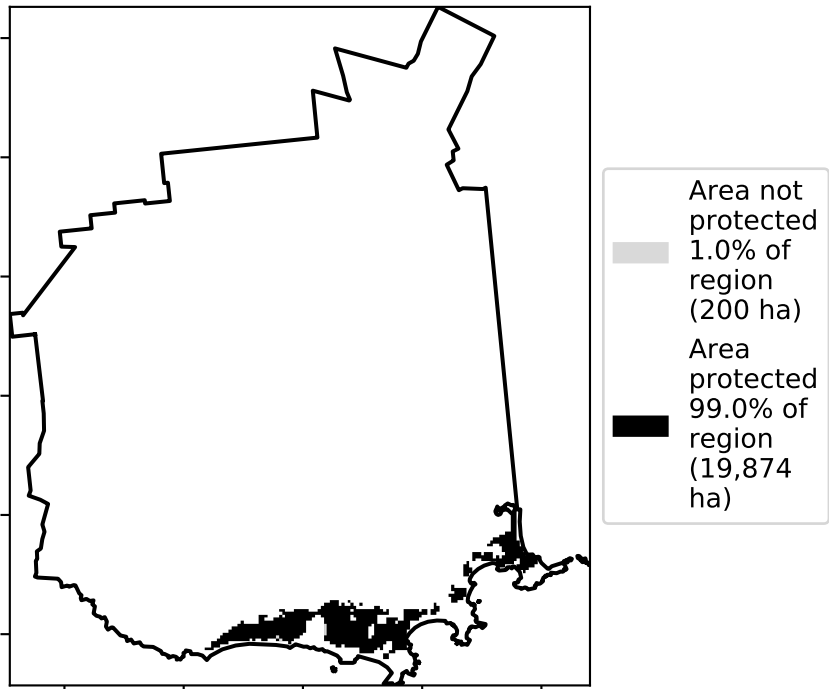 Area not
protected
1.0% of
region
(200 ha)
Area
protected
99.0% of
region
(19,874
ha)